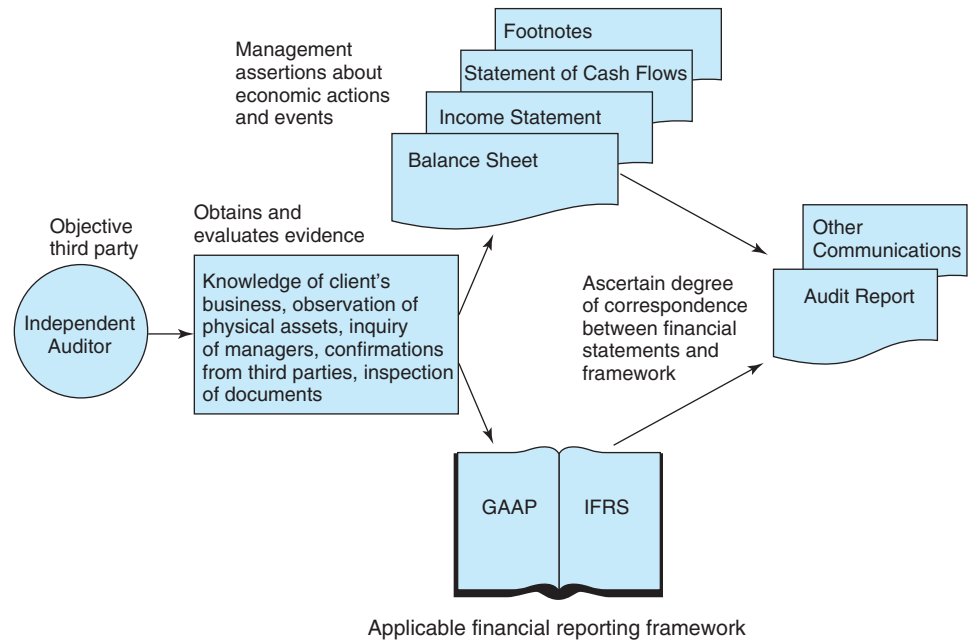 Management
assertions about
economic actions
and events
Footnotes
Statement of Cash Flows
Income Statement
Balance Sheet
Objective
third party
Independent
Auditor
Obtains and
evaluates evidence
Knowledge of client's
business, observation of
physical assets, inquiry
of managers, confirmations
from third parties, inspection
of documents
Ascertain degree
of correspondence
between financial
statements and
framework
Other
Communications
Audit Report
GAAP
IFRS
Applicable financial reporting framework